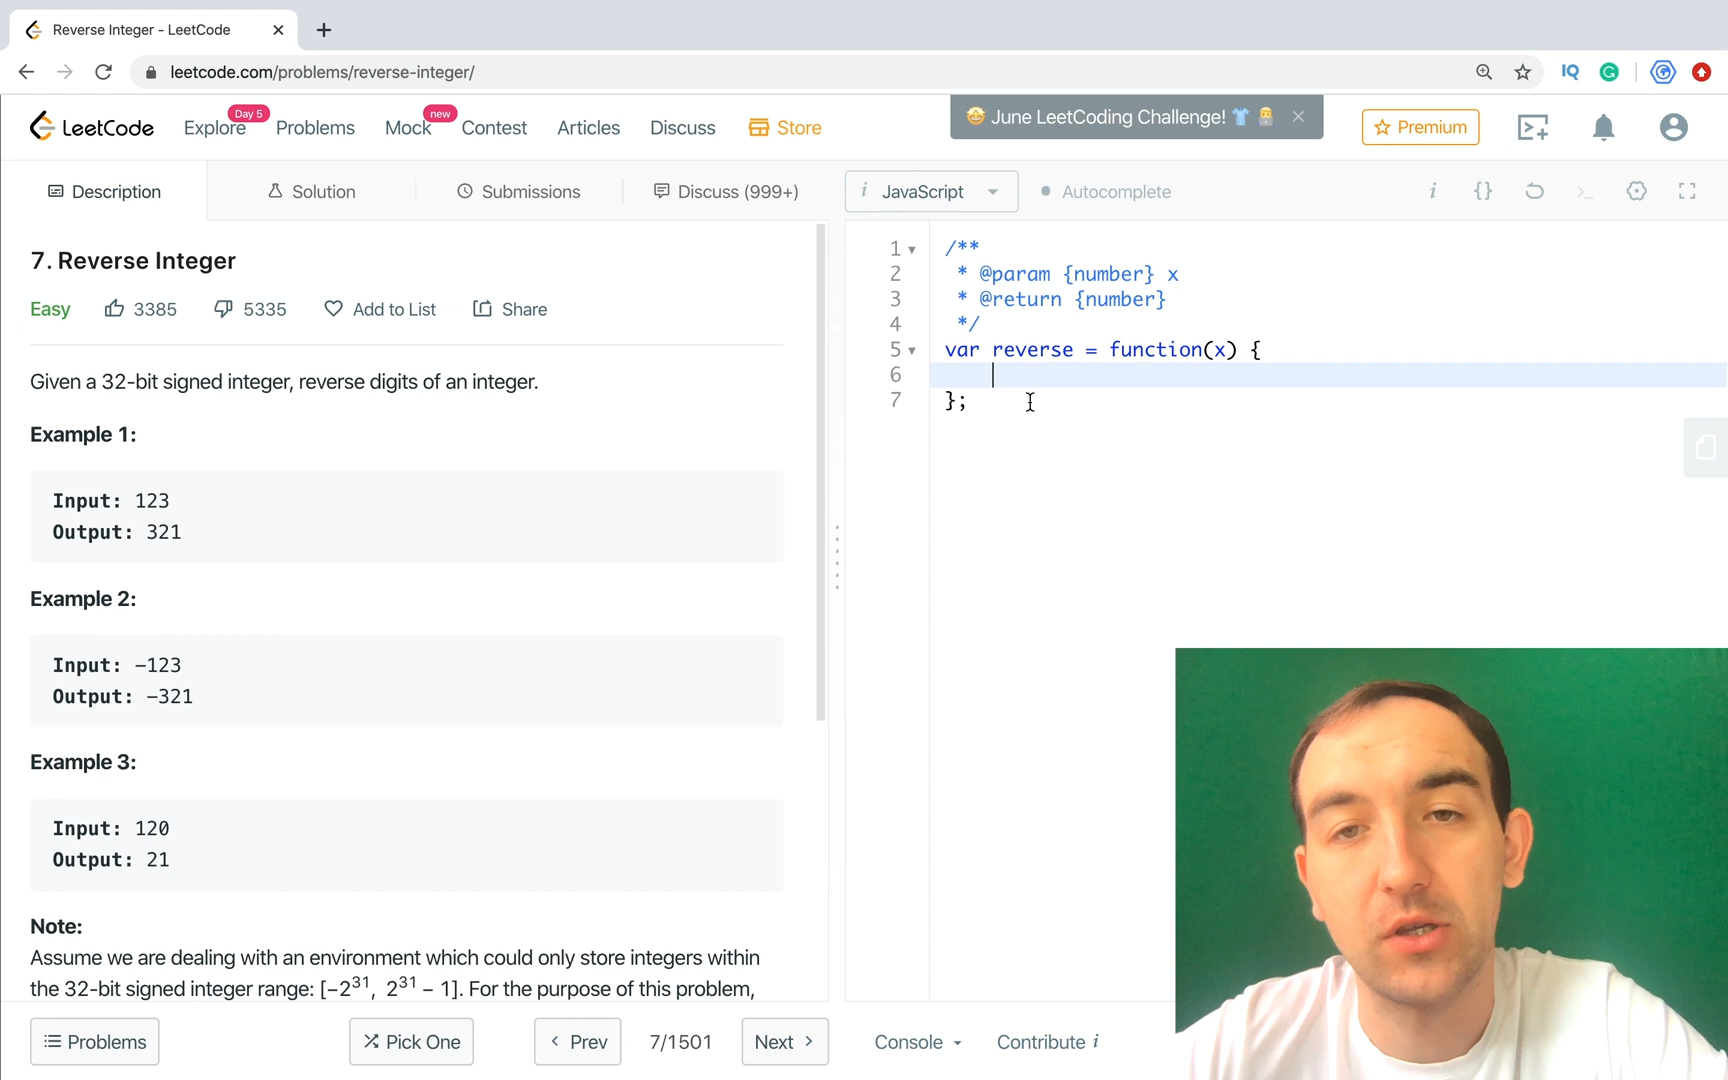 Reverse Integer - LeetCode
leetcode.com/problems/reverse-integer/
IQ
LeetCode
Explore
Day 5
Problems
Mock
new
Contest
Articles
Discuss
Store
🤩 June LeetCoding Challenge! 👕
Premium
Description
Solution
Submissions
Discuss (999+)
i JavaScript
Autocomplete
i {}
7. Reverse Integer
Easy 3385 5335 Add to List Share
Given a 32-bit signed integer, reverse digits of an integer.
Example 1:
Input: 123
Output: 321
Example 2:
Input: -123
Output: -321
Example 3:
Input: 120
Output: 21
Note:
Assume we are dealing with an environment which could only store integers within
the 32-bit signed integer range: [−2³¹, 2³¹ − 1]. For the purpose of this problem,
1 /**
2 * @param {number} x
3 * @return {number}
4 */
5 var reverse = function(x) {
6
7 };
Problems
Pick One
Prev
7/1501
Next
Console
Contribute i